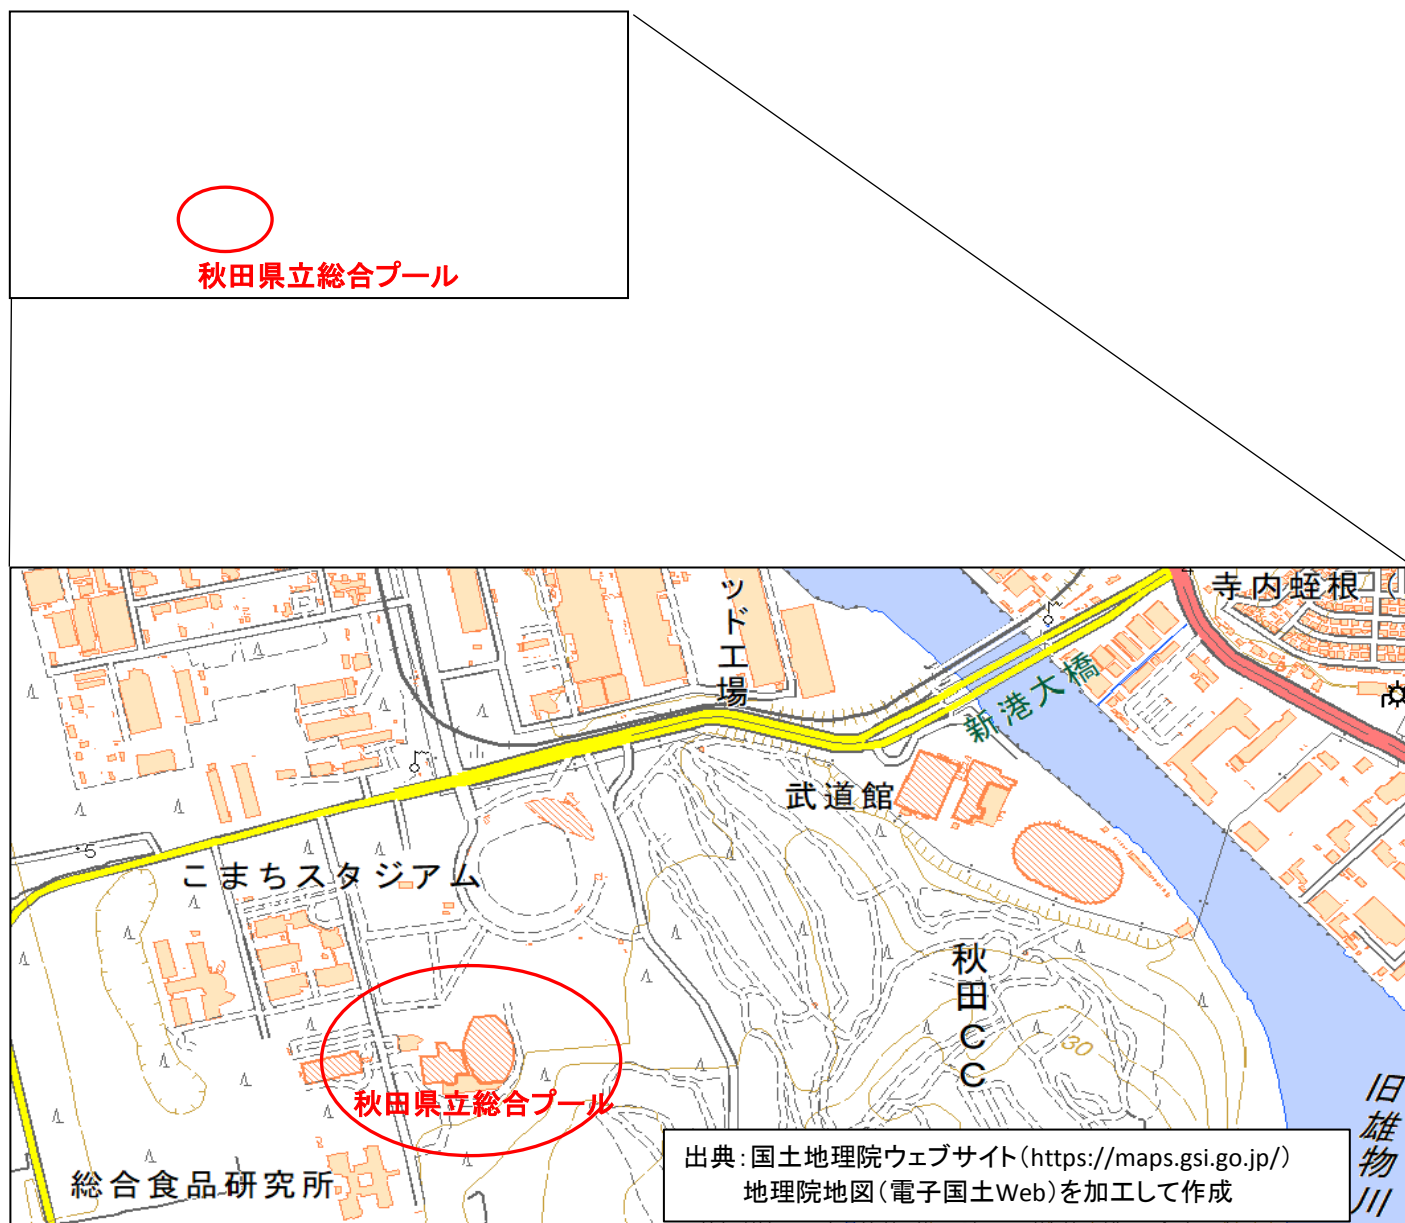 秋田県立総合プール
ッド工場
寺内蛭根(
新港大橋
武道館
・5
こまちスタジアム
秋田CC
30
秋田県立総合プール
旧雄物川
総合食品研究所
出典：国土地理院ウェブサイト（https://maps.gsi.go.jp/）
地理院地図（電子国土Web）を加工して作成